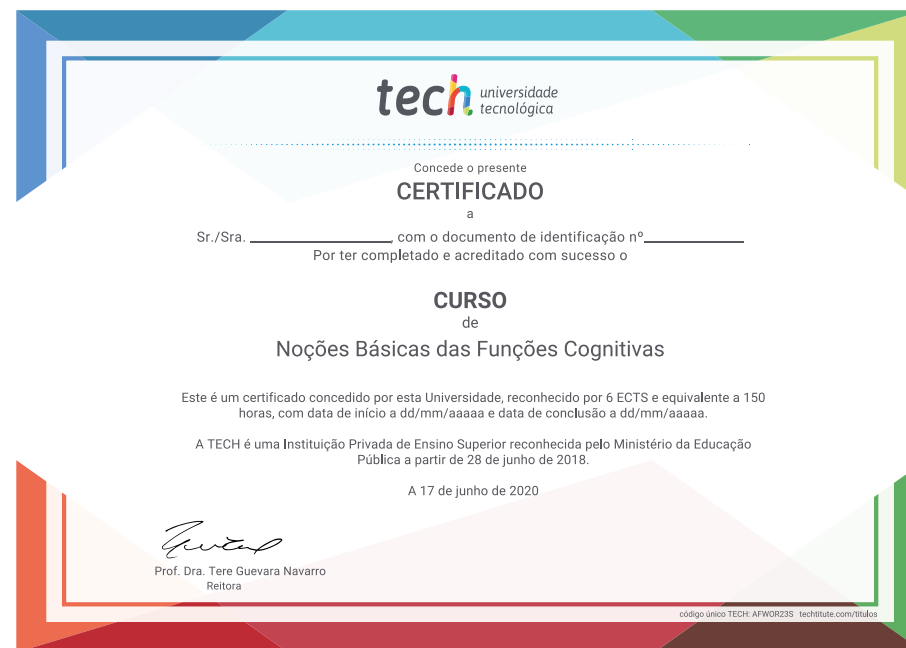 tech universidade
tecnológica
Concede o presente
CERTIFICADO
a
Sr./Sra. ____________________, com o documento de identificação nº______________
Por ter completado e acreditado com sucesso o
CURSO
de
Noções Básicas das Funções Cognitivas
Este é um certificado concedido por esta Universidade, reconhecido por 6 ECTS e equivalente a 150
horas, com data de início a dd/mm/aaaaa e data de conclusão a dd/mm/aaaaa.
A TECH é uma Instituição Privada de Ensino Superior reconhecida pelo Ministério da Educação
Pública a partir de 28 de junho de 2018.
A 17 de junho de 2020
Prof. Dra. Tere Guevara Navarro
Reitora
código único TECH: AFWOR23S techtitute.com/titulos